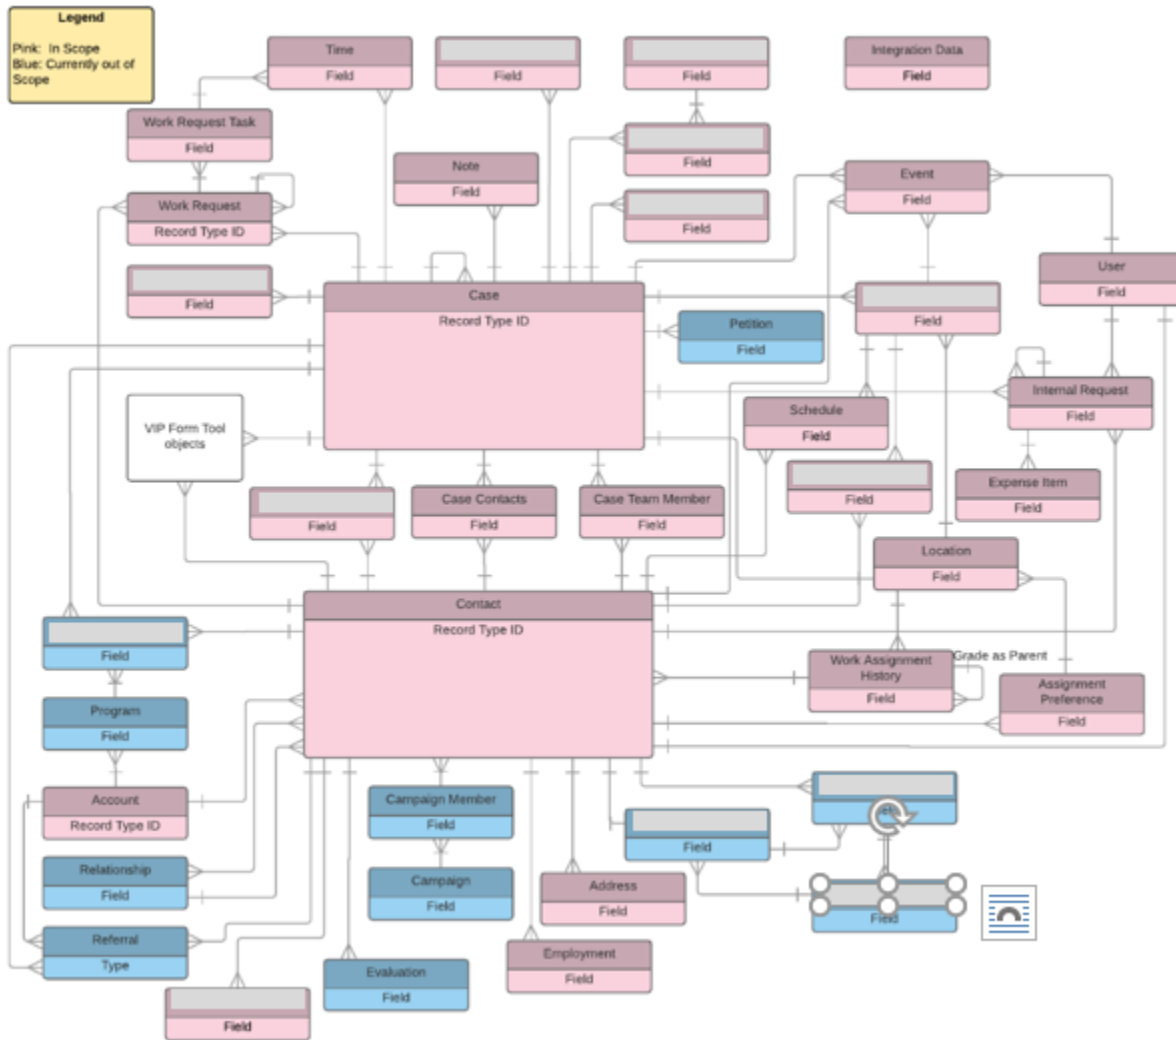 Legend
Pink: In Scope
Blue: Currently out of
Scope
Time
Field
Field
Field
Integration Data
Field
Work Request Task
Field
Field
Note
Field
Event
Field
Work Request
Record Type ID
Field
User
Field
Field
Case
Record Type ID
Field
Petition
Field
Internal Request
Field
VIP Form Tool
objects
Schedule
Field
Field
Case Contacts
Field
Case Team Member
Field
Field
Expense Item
Field
Location
Field
Contact
Record Type ID
Field
Work Assignment
History
Field
Grade as Parent
Assignment
Preference
Field
Program
Field
Account
Record Type ID
Campaign Member
Field
Field
Relationship
Field
Campaign
Field
Address
Field
Field
Referral
Type
Employment
Field
Evaluation
Field
Field